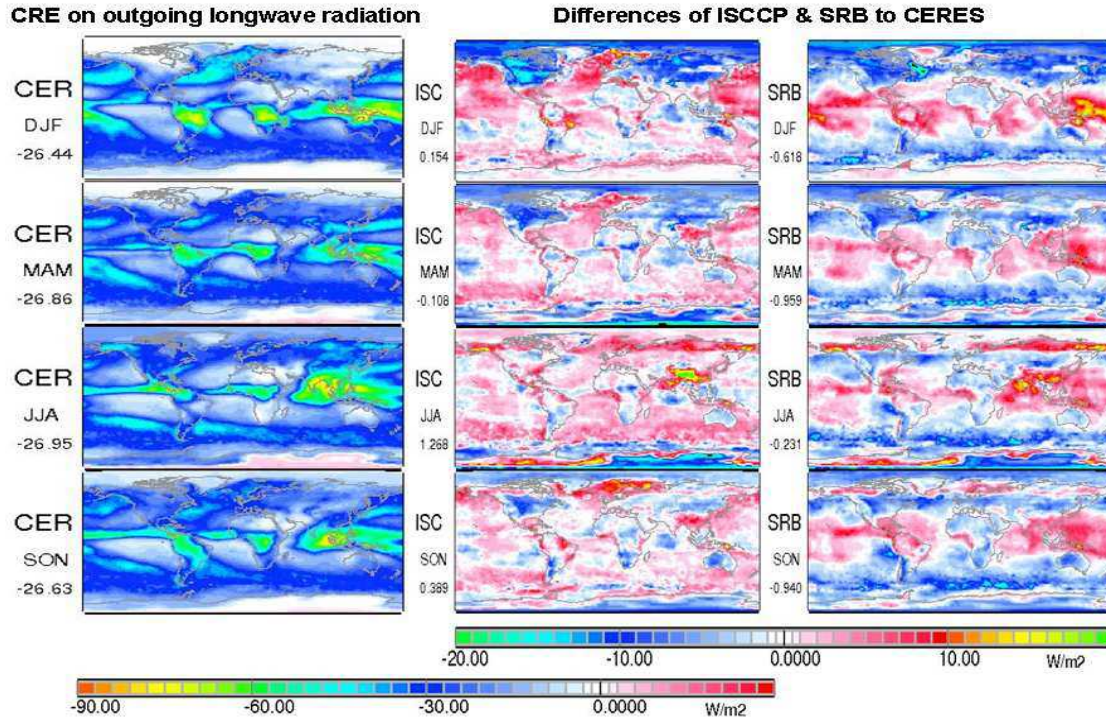 CRE on outgoing longwave radiation
Differences of ISCCP & SRB to CERES
CER
DJF
-26.44
ISC
DJF
0.154
SRB
DJF
-0.618
CER
MAM
-26.86
ISC
MAM
-0.108
SRB
MAM
-0.959
CER
JJA
-26.95
ISC
JJA
1.268
SRB
JJA
-0.231
CER
SON
-26.63
ISC
SON
0.389
SRB
SON
-0.940
-20.00 -10.00 0.0000 10.00 W/m2
-90.00 -60.00 -30.00 0.0000 W/m2